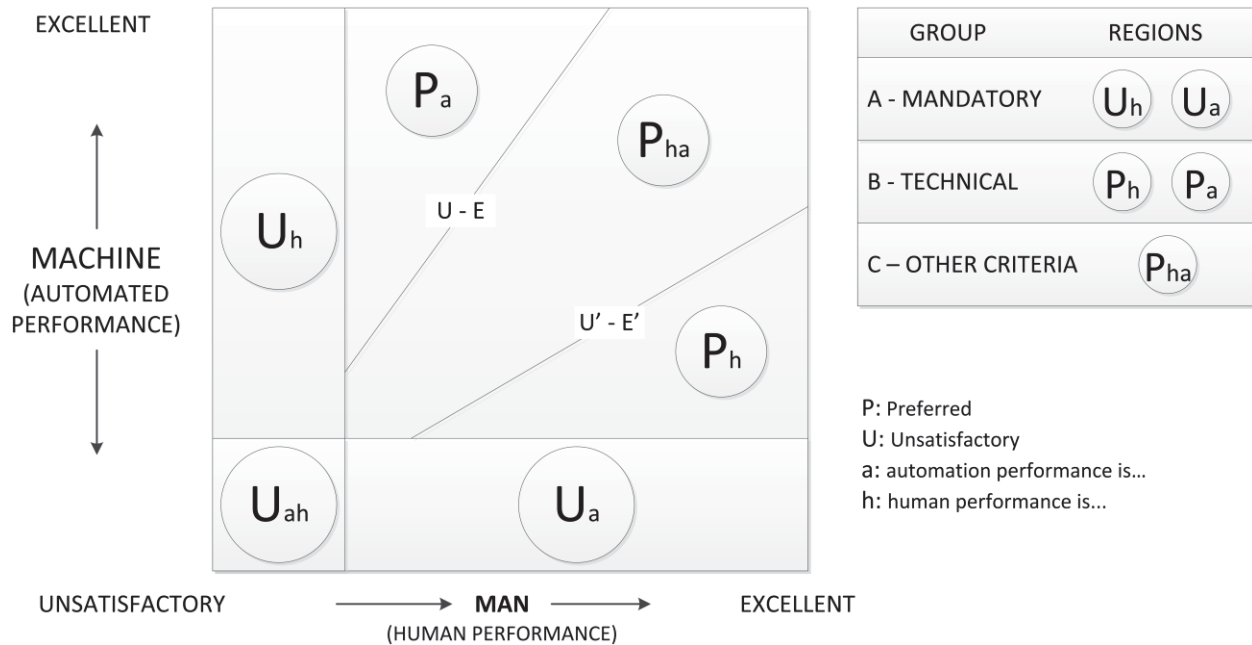 EXCELLENT
MACHINE
(AUTOMATED
PERFORMANCE)
UNSATISFACTORY
MAN
(HUMAN PERFORMANCE)
EXCELLENT
Pa
Pha
U - E
Uh
U' - E'
Ph
Uah
Ua
GROUP REGIONS
A - MANDATORY Uh Ua
B - TECHNICAL Ph Pa
C – OTHER CRITERIA Pha
P: Preferred
U: Unsatisfactory
a: automation performance is...
h: human performance is...